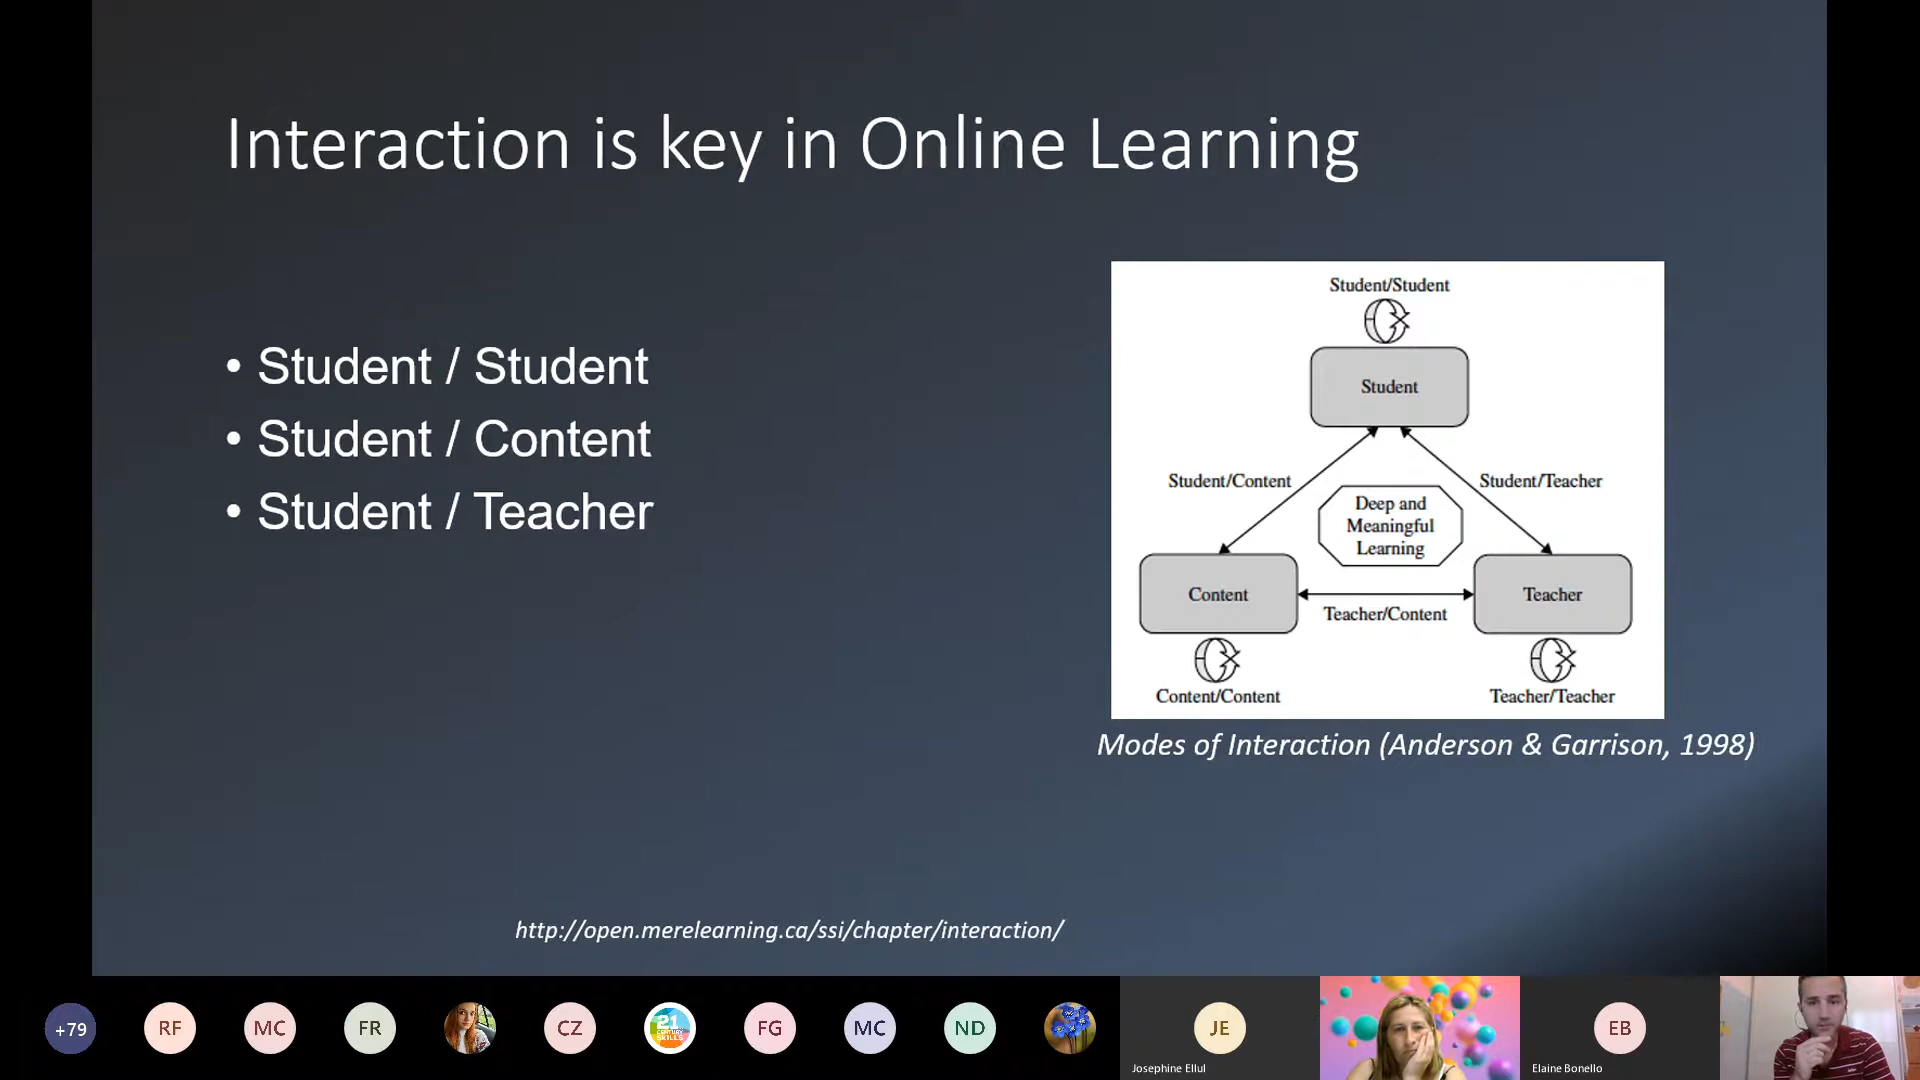 Interaction is key in Online Learning
• Student / Student
• Student / Content
• Student / Teacher
Student/Student
Student
Student/Content
Student/Teacher
Deep and
Meaningful
Learning
Content
Teacher
Teacher/Content
Content/Content
Teacher/Teacher
Modes of Interaction (Anderson & Garrison, 1998)
http://open.merelearning.ca/ssi/chapter/interaction/
+79
RF
MC
FR
CZ
21
CENTURY
SKILLS
FG
MC
ND
JE
Josephine Ellul
EB
Elaine Bonello